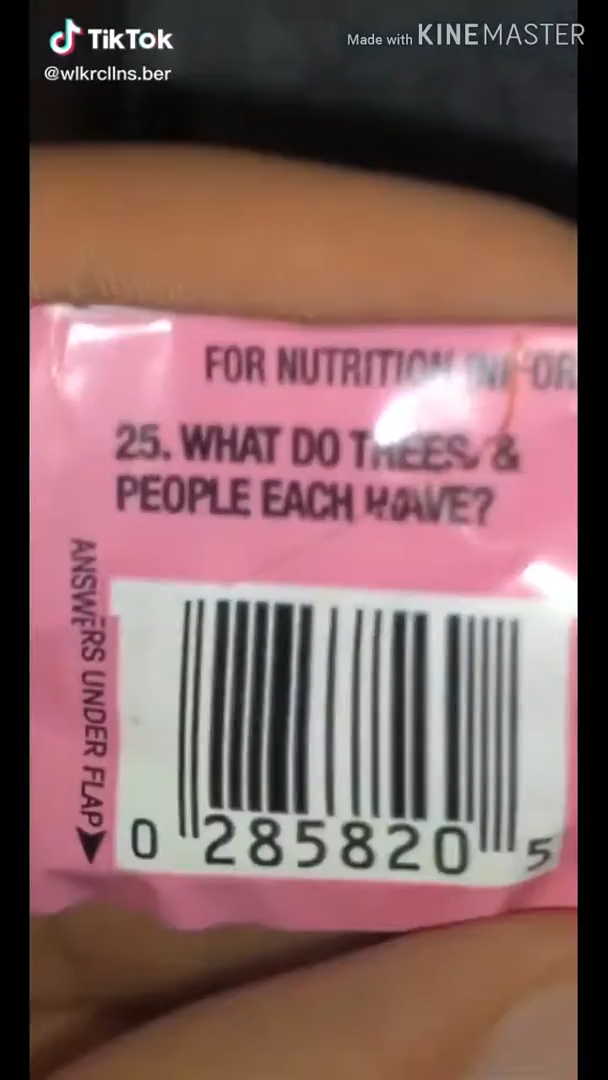 TikTok
@wlkrcllns.ber
Made with KINEMASTER
FOR NUTRITION INFOR
25. WHAT DO TREES &
PEOPLE EACH HAVE?
ANSWERS UNDER FLAP
0 285820 5